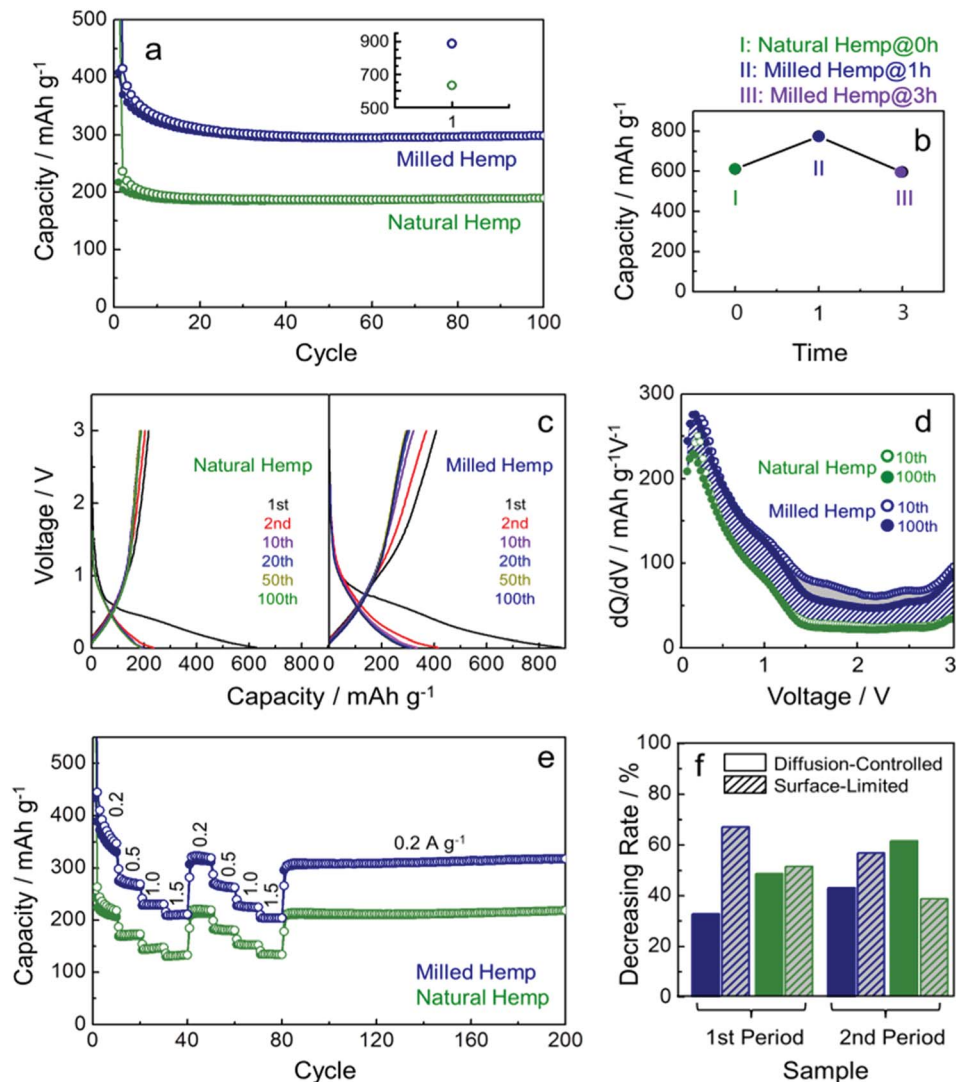 a
Capacity / mAh g⁻¹
500
400
300
200
100
0
900
700
500
1
Milled Hemp
Natural Hemp
0 20 40 60 80 100
Cycle
I: Natural Hemp@0h
II: Milled Hemp@1h
III: Milled Hemp@3h
b
Capacity / mAh g⁻¹
800
600
400
200
0
I
II
III
0 1 3
Time
c
Voltage / V
3
2
1
0
Natural Hemp
1st
2nd
10th
20th
50th
100th
Milled Hemp
1st
2nd
10th
20th
50th
100th
0 200 400 600 800 0 200 400 600 800
Capacity / mAh g⁻¹
d
dQ/dV / mAh g⁻¹V⁻¹
300
200
100
0
Natural Hemp
10th
100th
Milled Hemp
10th
100th
0 1 2 3
Voltage / V
e
Capacity / mAh g⁻¹
500
400
300
200
100
0
0.2
0.5
1.0
1.5
0.2
0.5
1.0
1.5
0.2 A g⁻¹
Milled Hemp
Natural Hemp
0 40 80 120 160 200
Cycle
f
Decreasing Rate / %
100
80
60
40
20
0
Diffusion-Controlled
Surface-Limited
1st Period 2nd Period
Sample